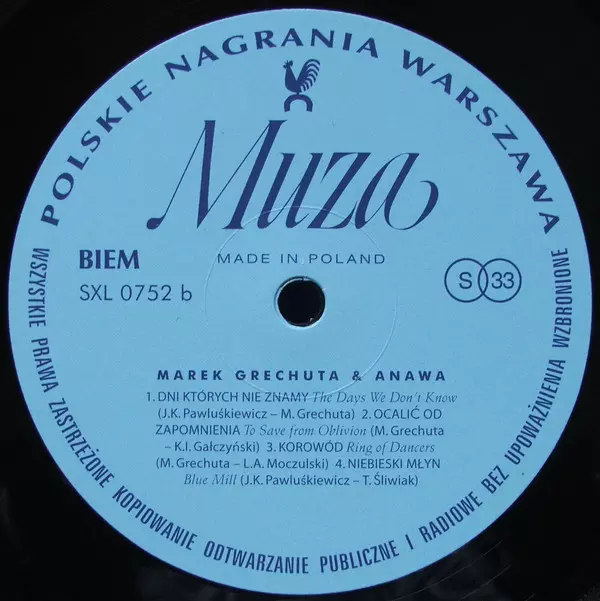 POLSKIE NAGRANIA WARSZAWA
Muza
MADE IN POLAND
BIEM
SXL 0752 b
S 33
MAREK GRECHUTA & ANAWA
1. DNI KTÓRYCH NIE ZNAMY The Days We Don't Know
(J.K. Pawluśkiewicz – M. Grechuta) 2. OCALIĆ OD
ZAPOMNIENIA To Save from Oblivion (M. Grechuta
– K.I. Gałczyński) 3. KOROWÓD Ring of Dancers
(M. Grechuta – L.A. Moczulski) 4. NIEBIESKI MŁYN
Blue Mill (J.K. Pawluśkiewicz – T. Śliwiak)
WSZYSTKIE PRAWA ZASTRZEŻONE KOPIOWANIE ODTWARZANIE PUBLICZNE I RADIOWE BEZ UPOWAŻNIENIA WZBRONIONE